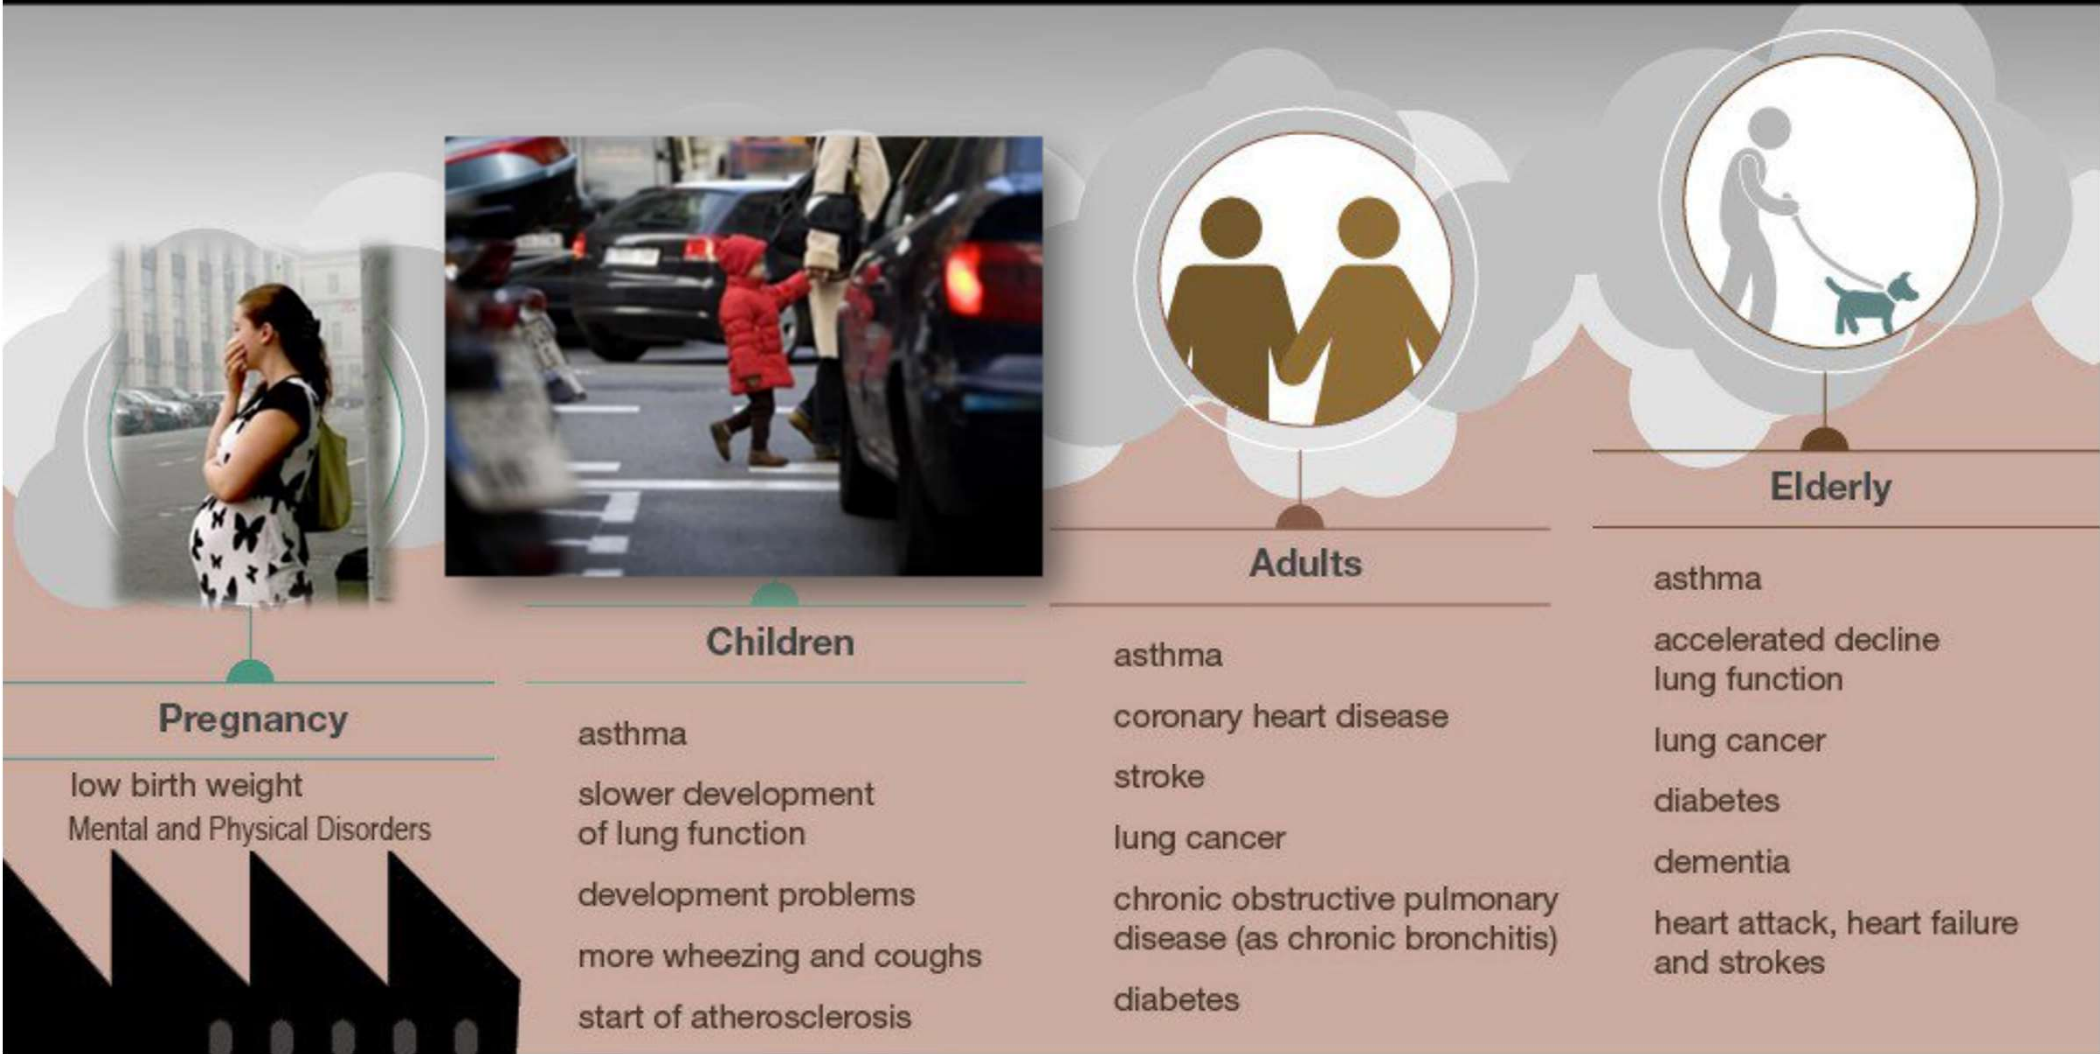 Pregnancy
low birth weight
Mental and Physical Disorders
Children
asthma
slower development
of lung function
development problems
more wheezing and coughs
start of atherosclerosis
Adults
asthma
coronary heart disease
stroke
lung cancer
chronic obstructive pulmonary
disease (as chronic bronchitis)
diabetes
Elderly
asthma
accelerated decline
lung function
lung cancer
diabetes
dementia
heart attack, heart failure
and strokes